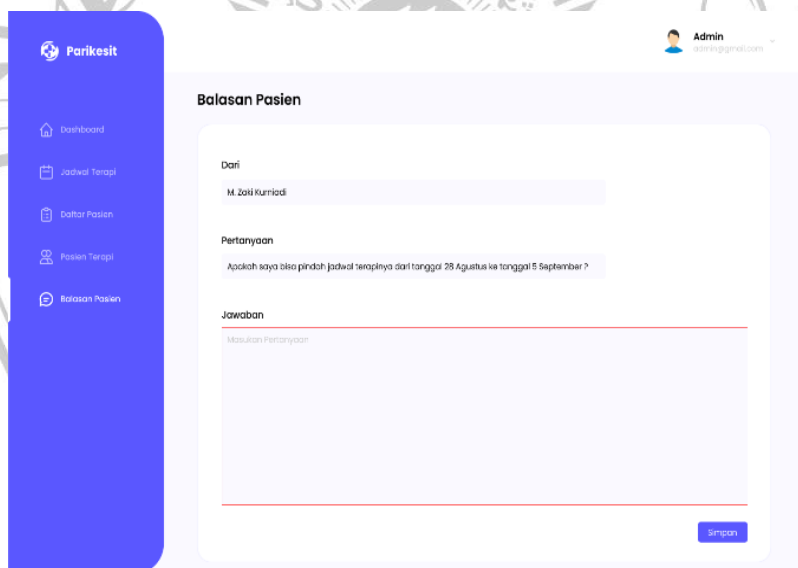 Parikesit
Admin
admin@gmail.com
Balasan Pasien
Dashboard
Jadwal Terapi
Daftar Pasien
Pasien Terapi
Balasan Pasien
Dari
M. Zaki Kurniadi
Pertanyaan
Apakah saya bisa pindah jadwal terapinya dari tanggal 28 Agustus ke tanggal 5 September ?
Jawaban
Masukan Pertanyaan
Simpan